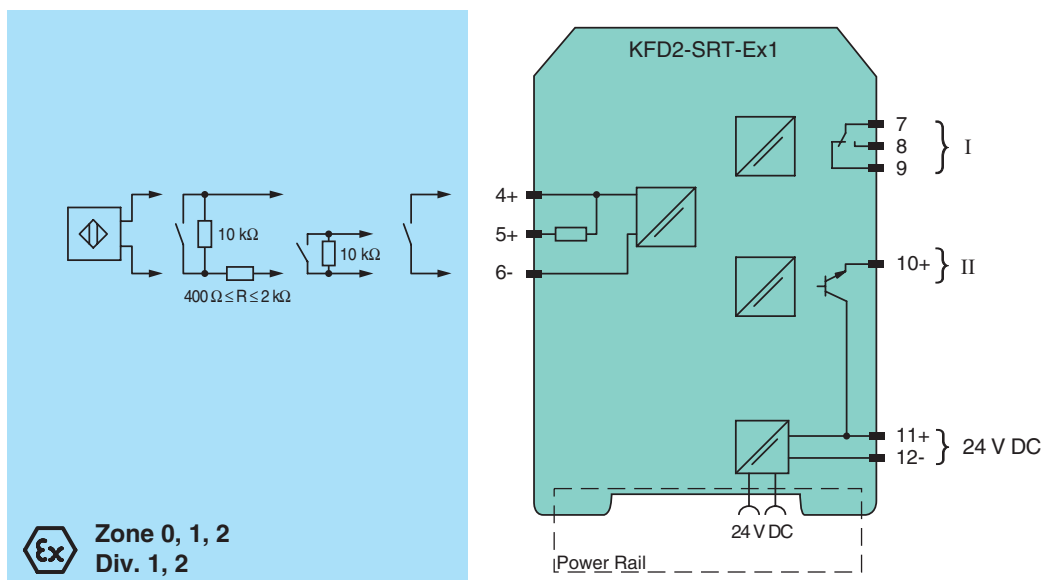 KFD2-SRT-Ex1
7
8
9
I
4+
5+
6-
10 kΩ
10 kΩ
400 Ω ≤ R ≤ 2 kΩ
10+
II
11+
12-
24 V DC
24 V DC
Power Rail
Ex
Zone 0, 1, 2
Div. 1, 2